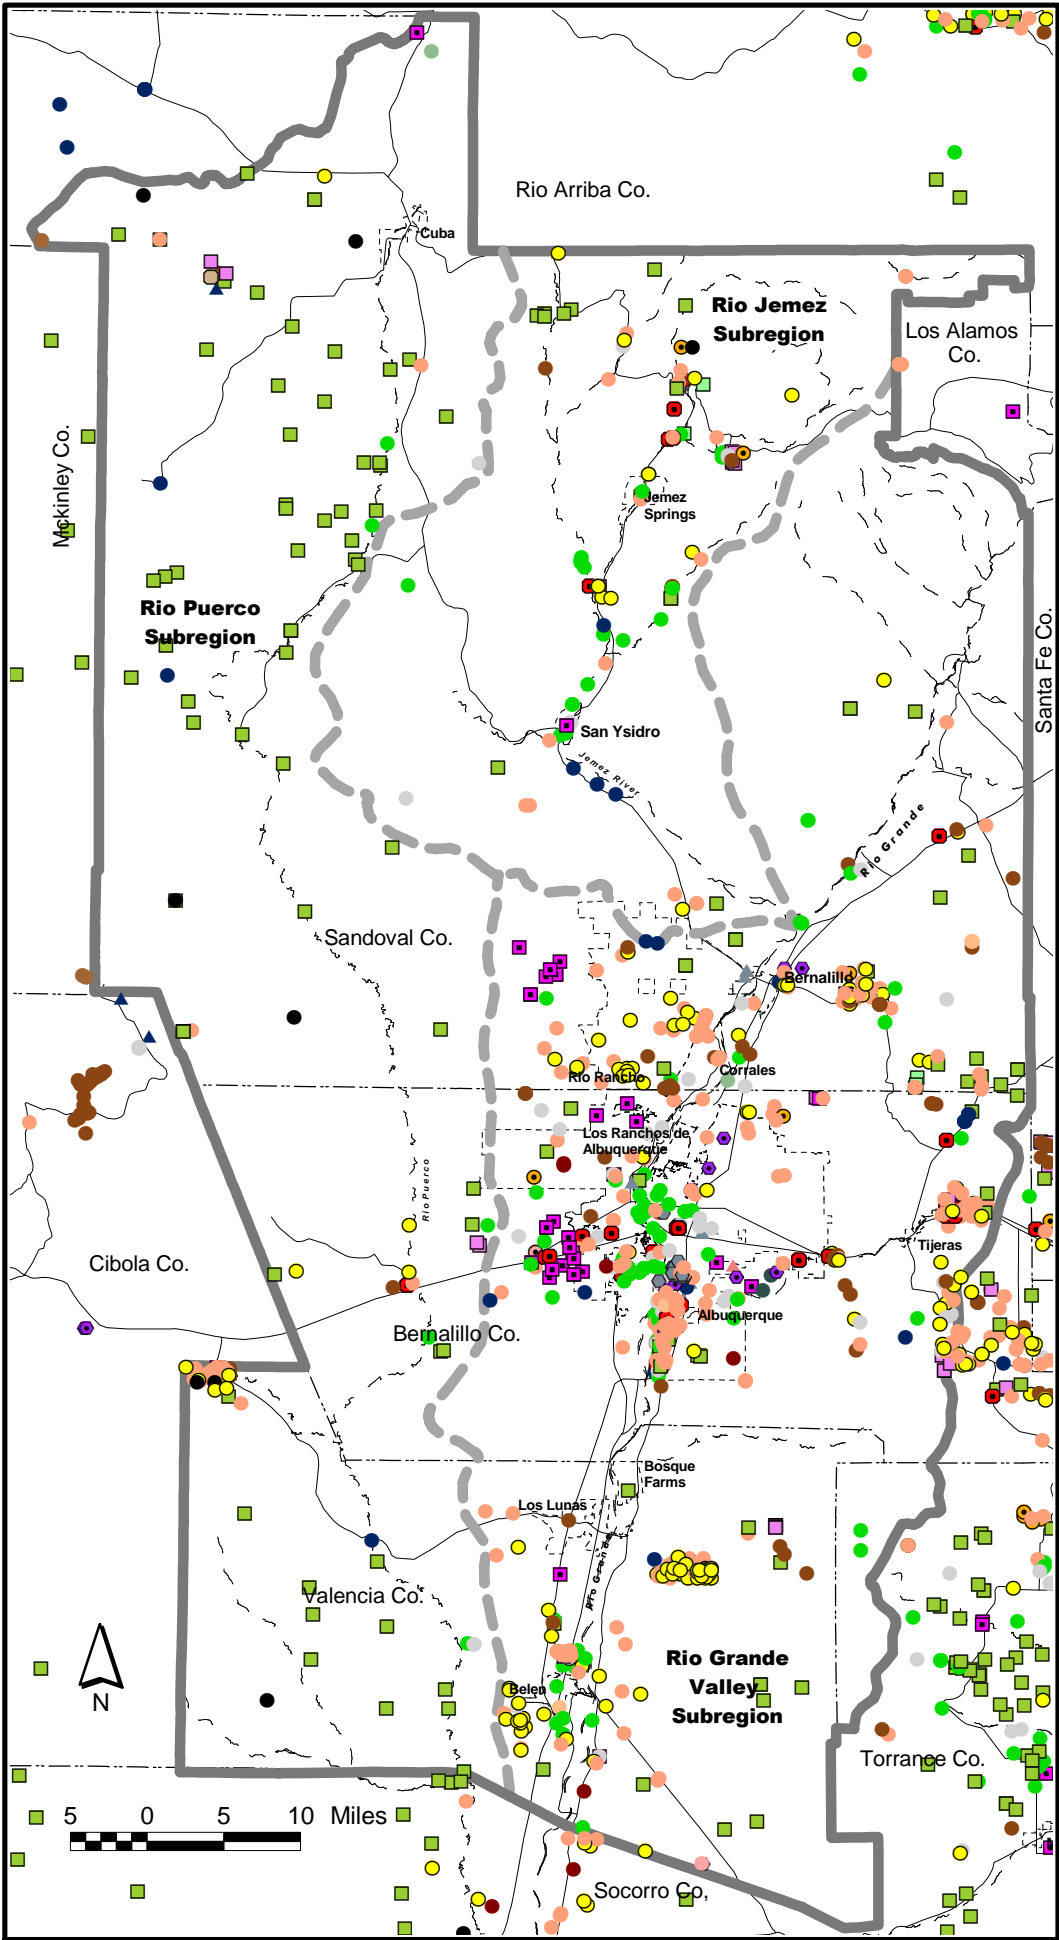 Rio Arriba Co.
Cuba
Rio Jemez
Subregion
Los Alamos
Co.
Mckinley Co.
Jemez
Springs
Rio Puerco
Subregion
Santa Fe Co.
San Ysidro
Jemez River
Rio Grande
Sandoval Co.
Bernalillo
Rio Rancho
Corrales
Los Ranchos de
Albuquerque
Rio Puerco
Tijeras
Cibola Co.
Albuquerque
Bernalillo Co.
Bosque
Farms
Los Lunas
Rio Grande
Valencia Co.
Rio Grande
Valley
Subregion
Belen
N
Torrance Co.
5 0 5 10 Miles
Socorro Co,